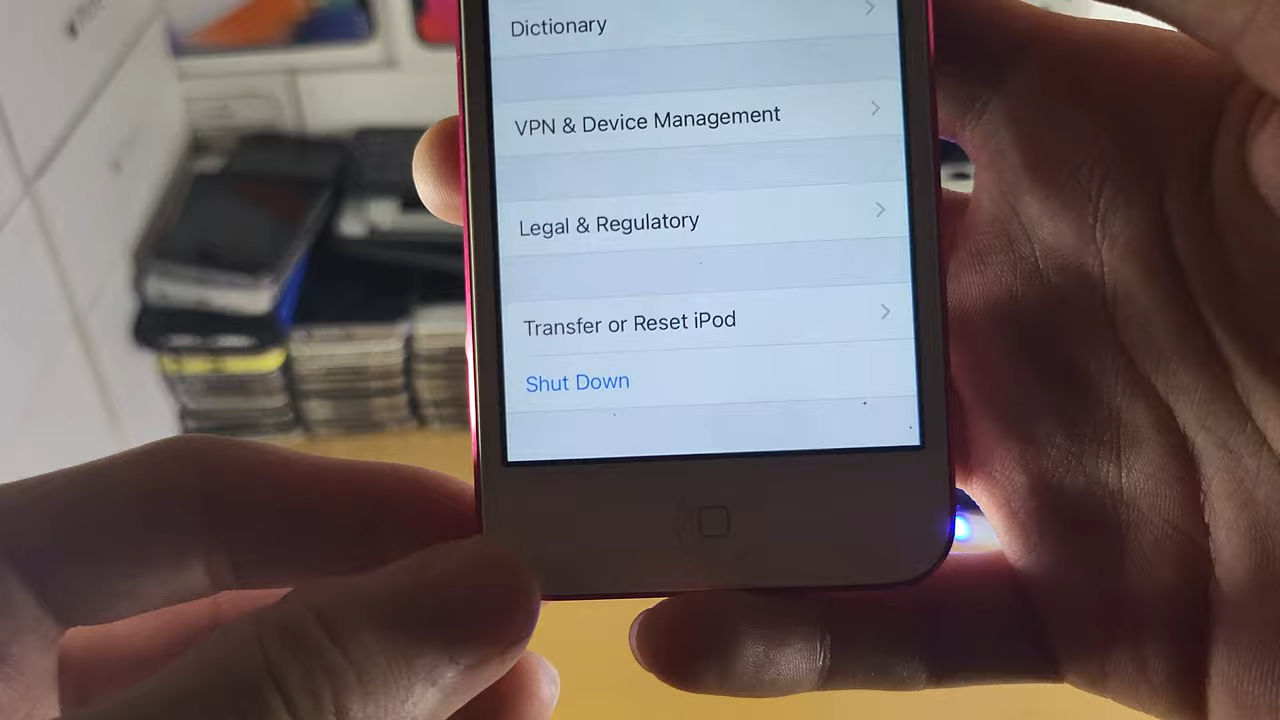 Dictionary
VPN & Device Management
Legal & Regulatory
Transfer or Reset iPod
Shut Down